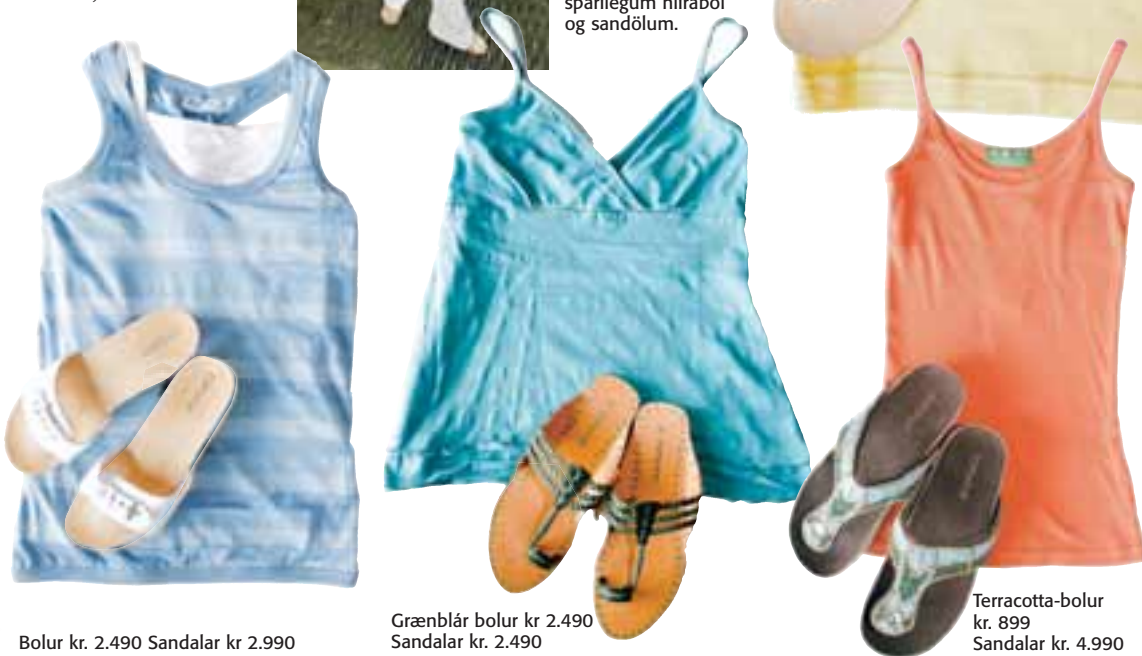 og sandölum.
Bolur kr. 2.490 Sandalar kr 2.990
Grænblár bolur kr 2.490
Sandalar kr. 2.490
Terracotta-bolur
kr. 899
Sandalar kr. 4.990